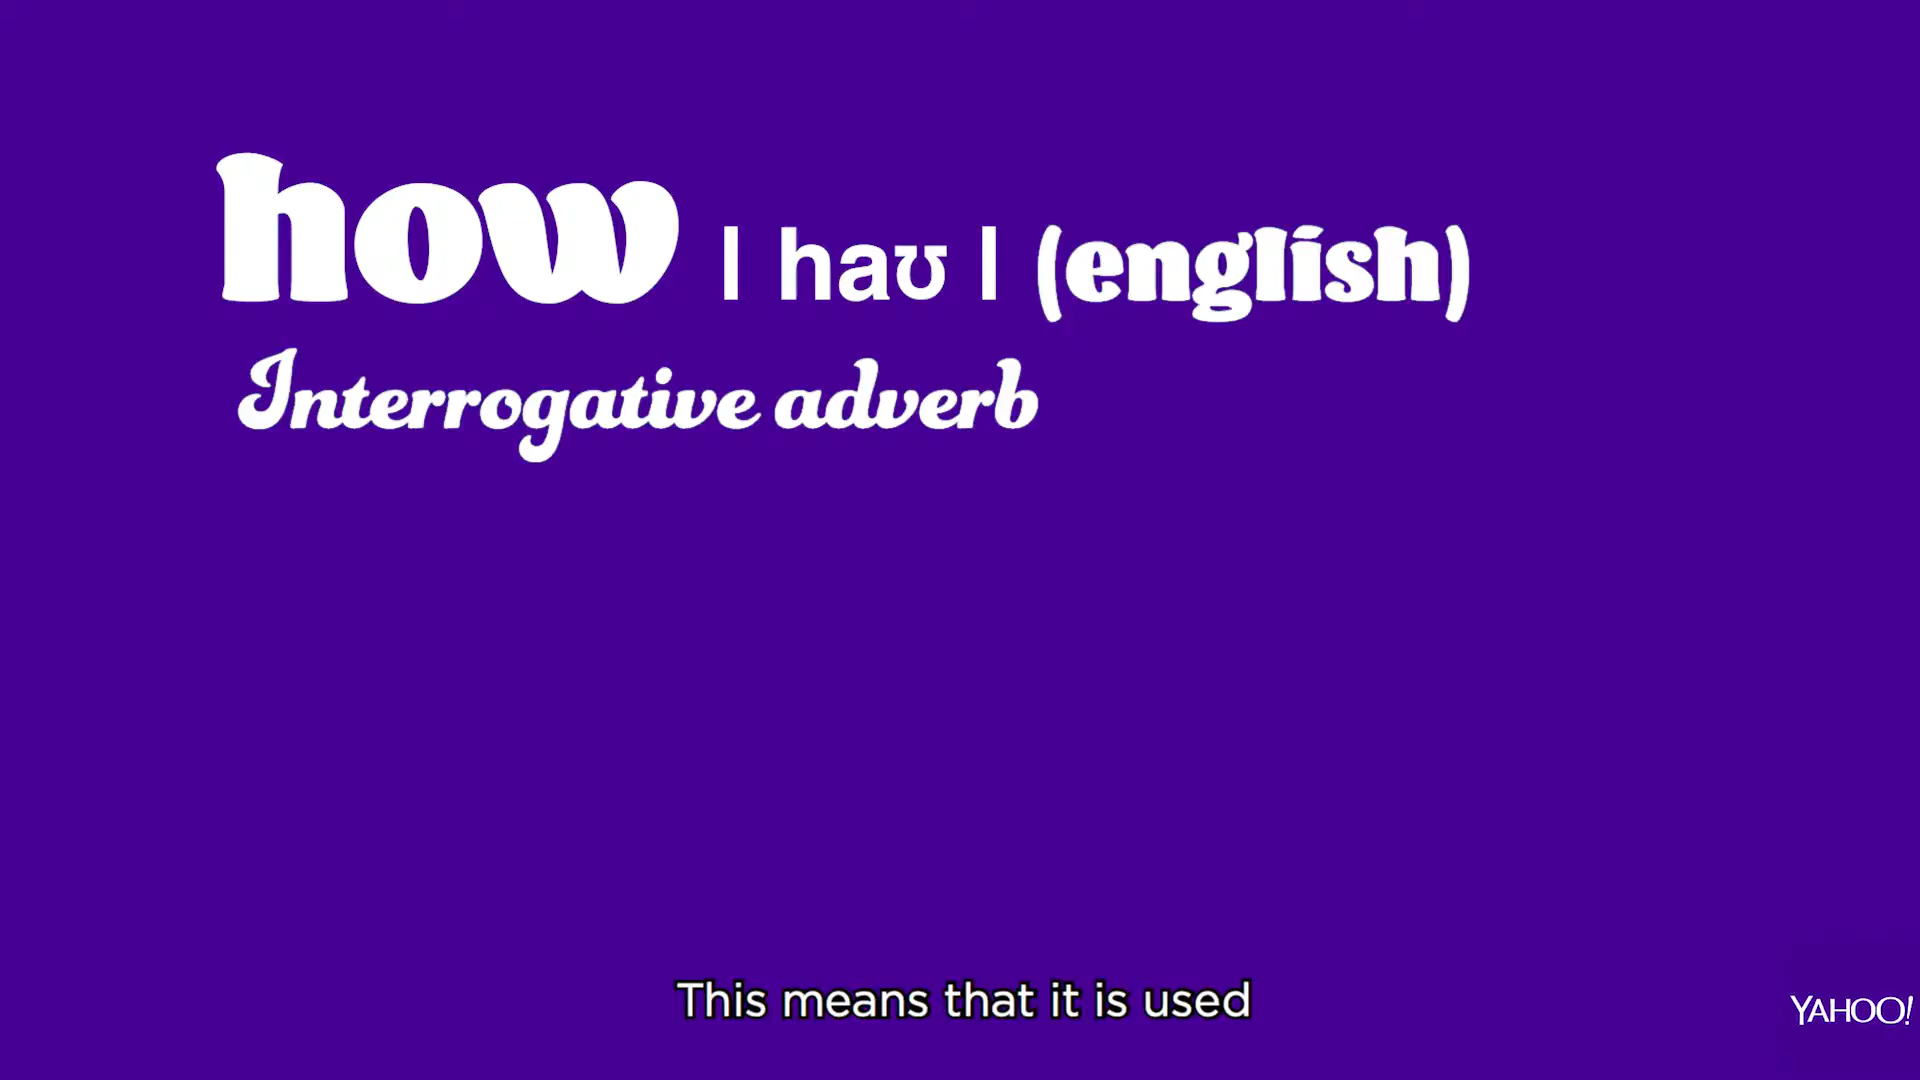 how | haʊ | (english)
Interrogative adverb
This means that it is used
YAHOO!